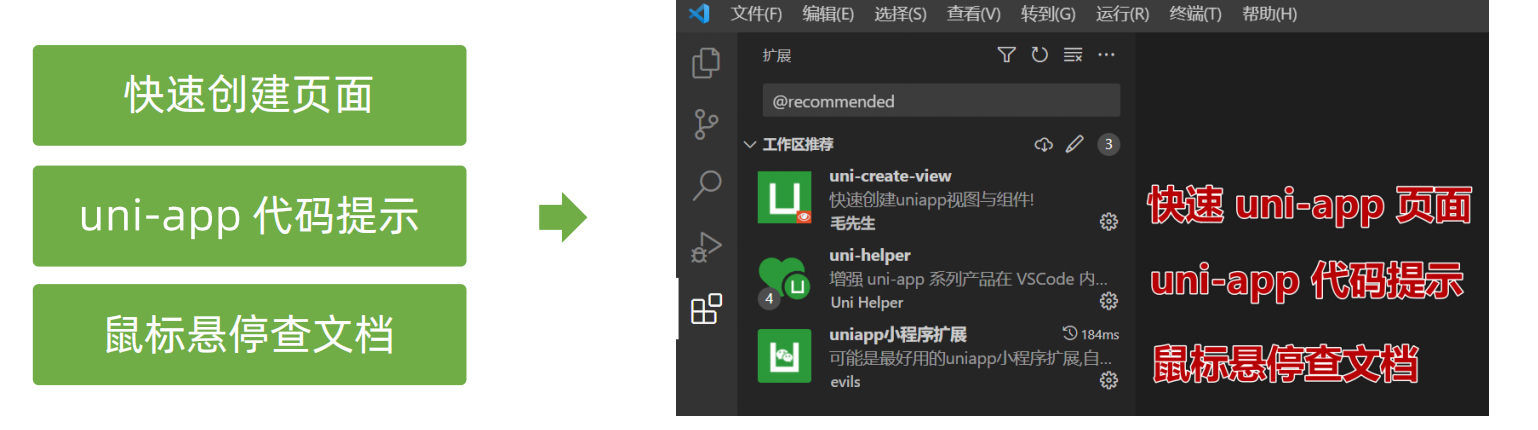 快速创建页面
uni-app 代码提示
鼠标悬停查文档
文件(F) 编辑(E) 选择(S) 查看(V) 转到(G) 运行(R) 终端(T) 帮助(H)
扩展
@recommended
工作区推荐 3
uni-create-view
快速创建uniapp视图与组件!
毛先生
uni-helper
增强 uni-app 系列产品在 VSCode 内...
4
Uni Helper
uniapp小程序扩展 184ms
可能是最好用的uniapp小程序扩展,自...
evils
快速 uni-app 页面
uni-app 代码提示
鼠标悬停查文档